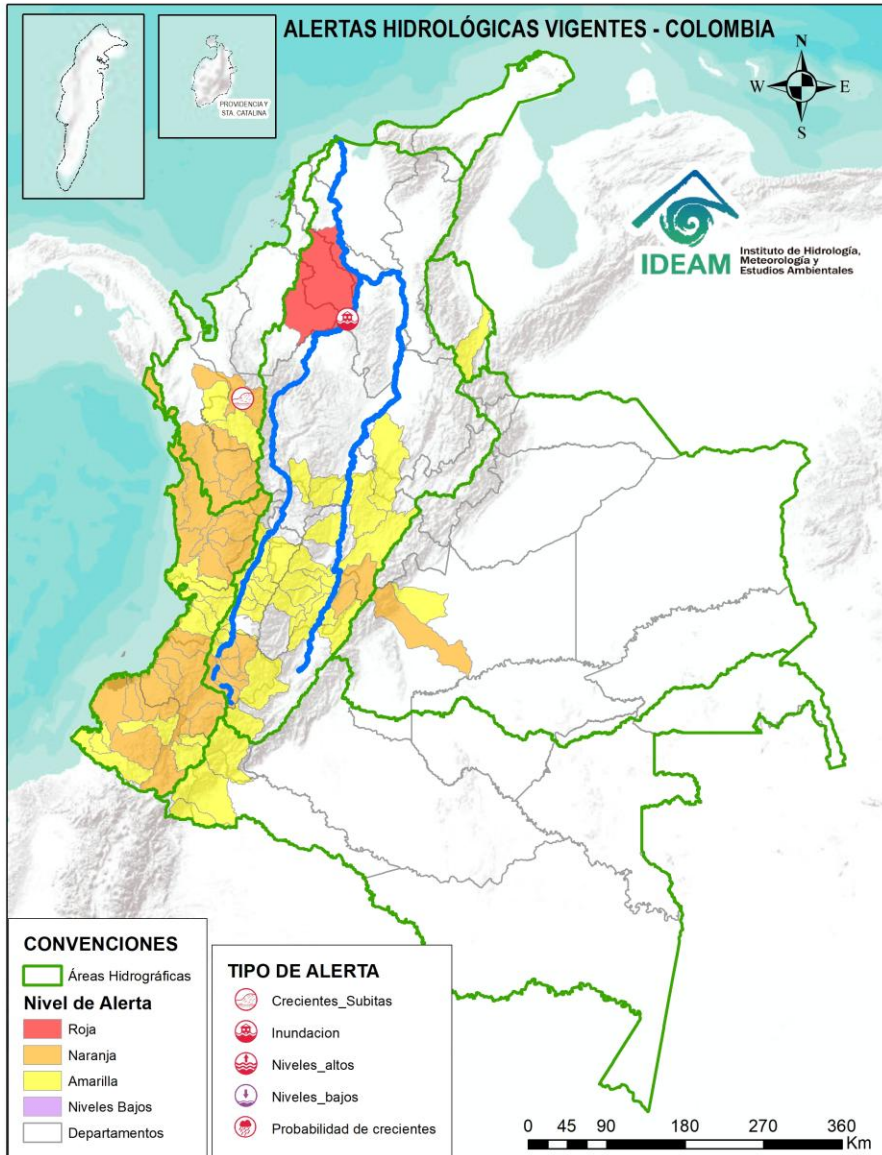 ALERTAS HIDROLÓGICAS VIGENTES - COLOMBIA
PROVIDENCIA Y
STA. CATALINA
N
W
E
S
IDEAM
Instituto de Hidrología,
Meteorología y
Estudios Ambientales
CONVENCIONES
Áreas Hidrográficas
Nivel de Alerta
Roja
Naranja
Amarilla
Niveles Bajos
Departamentos
TIPO DE ALERTA
Crecientes_Subitas
Inundacion
Niveles_altos
Niveles_bajos
Probabilidad de crecientes
0 45 90 180 270 360
Km